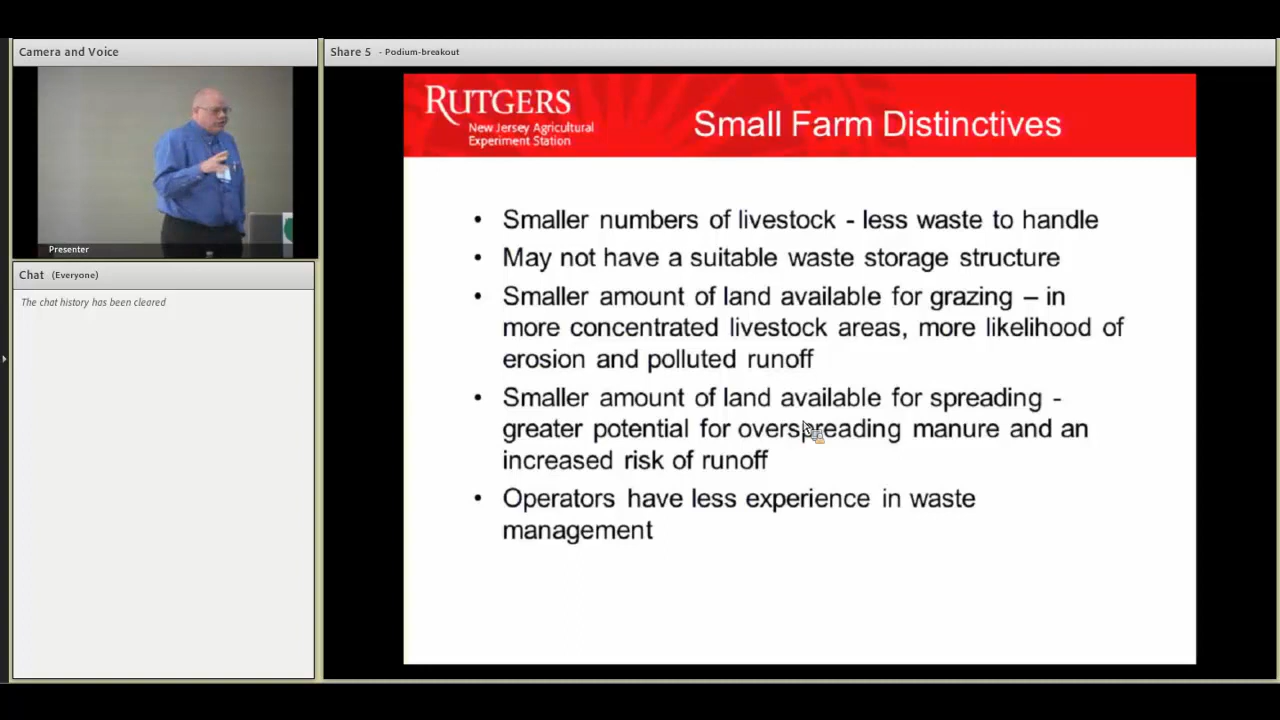 Camera and Voice
Presenter
Chat (Everyone)
The chat history has been cleared
Share 5 - Podium-breakout
RUTGERS
New Jersey Agricultural
Experiment Station
Small Farm Distinctives
• Smaller numbers of livestock - less waste to handle
• May not have a suitable waste storage structure
• Smaller amount of land available for grazing – in
more concentrated livestock areas, more likelihood of
erosion and polluted runoff
• Smaller amount of land available for spreading -
greater potential for overspreading manure and an
increased risk of runoff
• Operators have less experience in waste
management